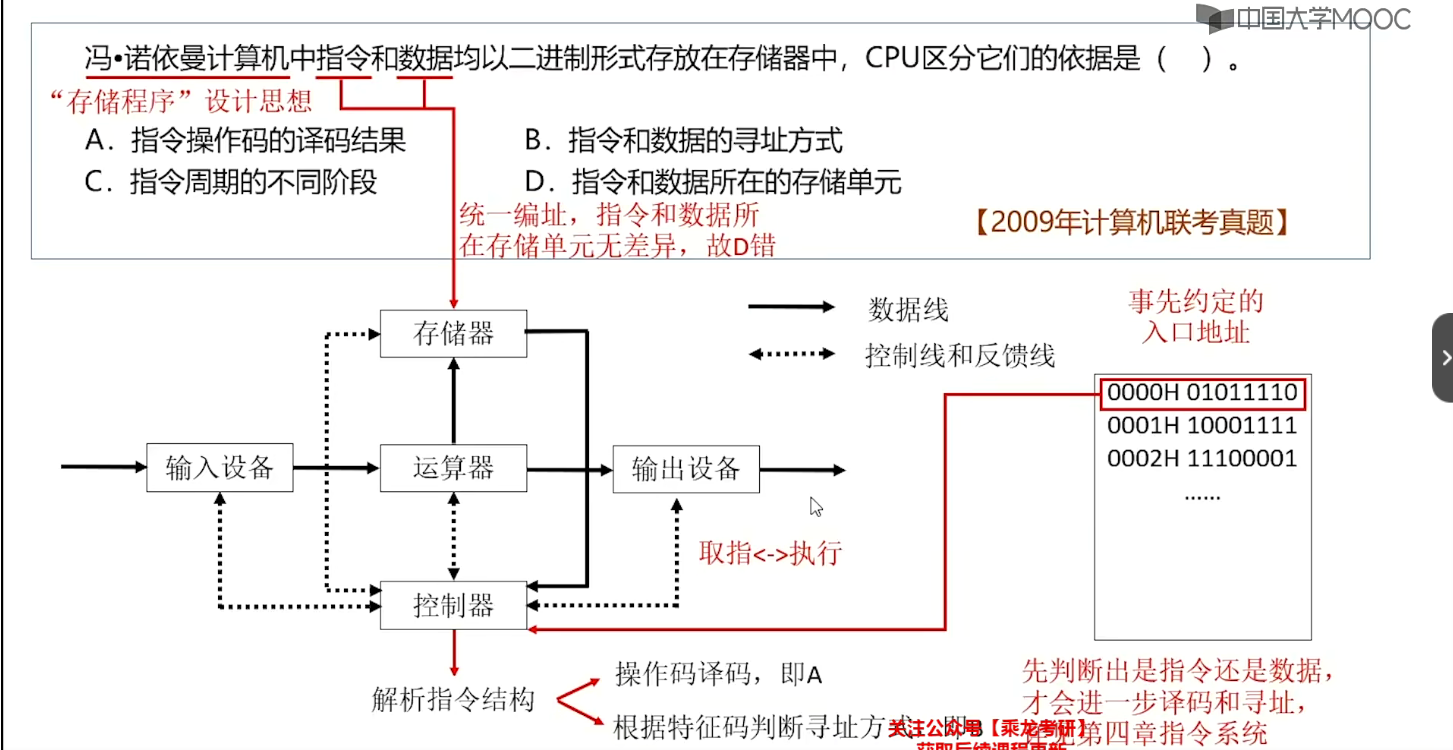 中国大学MOOC
冯•诺依曼计算机中指令和数据均以二进制形式存放在存储器中，CPU区分它们的依据是（ ）。
“存储程序”设计思想
A．指令操作码的译码结果
B．指令和数据的寻址方式
C．指令周期的不同阶段
D．指令和数据所在的存储单元
统一编址，指令和数据所
在存储单元无差异，故D错
【2009年计算机联考真题】
存储器
数据线
控制线和反馈线
事先约定的
入口地址
0000H 01011110
0001H 10001111
0002H 11100001
……
输入设备
运算器
输出设备
取指<->执行
控制器
解析指令结构
操作码译码，即A
根据特征码判断寻址方式
先判断出是指令还是数据，
才会进一步译码和寻址，
第四章指令系统
关注公众号【乘龙考研】
获取后续课程更新